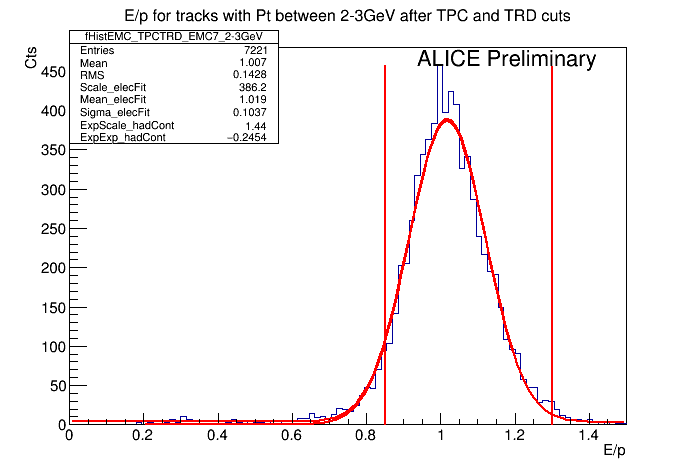 E/p for tracks with Pt between 2-3GeV after TPC and TRD cuts
fHistEMC_TPCTRD_EMC7_2-3GeV
Entries 7221
Mean 1.007
RMS 0.1428
Scale_elecFit 386.2
Mean_elecFit 1.019
Sigma_elecFit 0.1037
ExpScale_hadCont 1.44
ExpExp_hadCont −0.2454
ALICE Preliminary
Cts
450
400
350
300
250
200
150
100
50
0
0 0.2 0.4 0.6 0.8 1 1.2 1.4
E/p